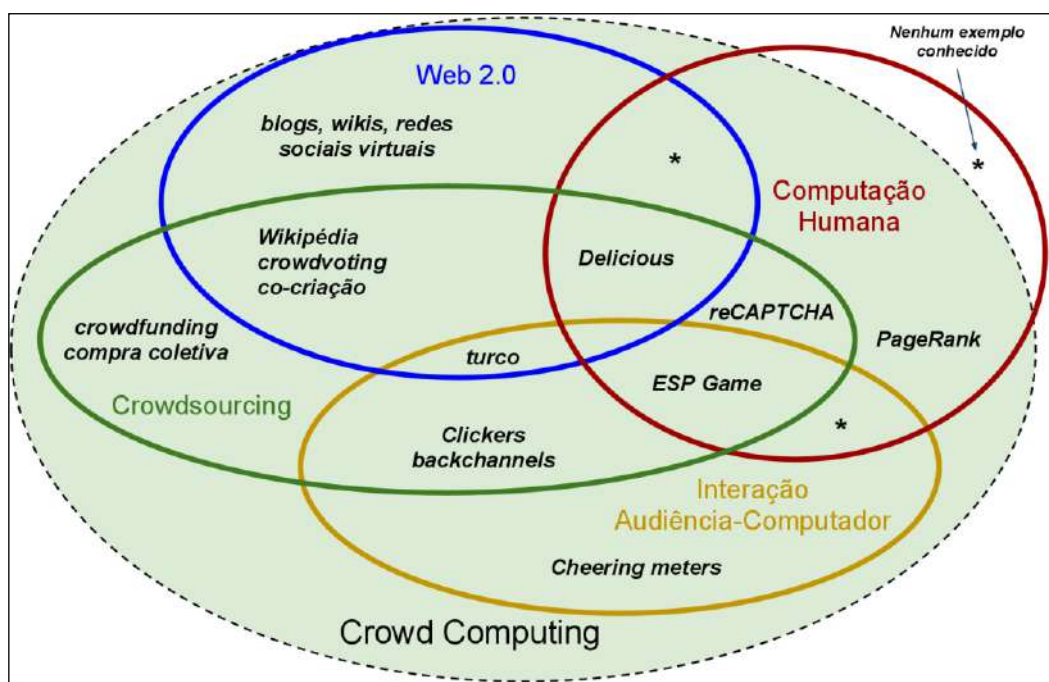 Nenhum exemplo
conhecido
*
Web 2.0
blogs, wikis, redes
sociais virtuais
*
Computação
Humana
Wikipédia
crowdvoting
co-criação
Delicious
reCAPTCHA
crowdfunding
compra coletiva
PageRank
turco
ESP Game
Crowdsourcing
*
Clickers
backchannels
Interação
Audiência-Computador
Cheering meters
Crowd Computing